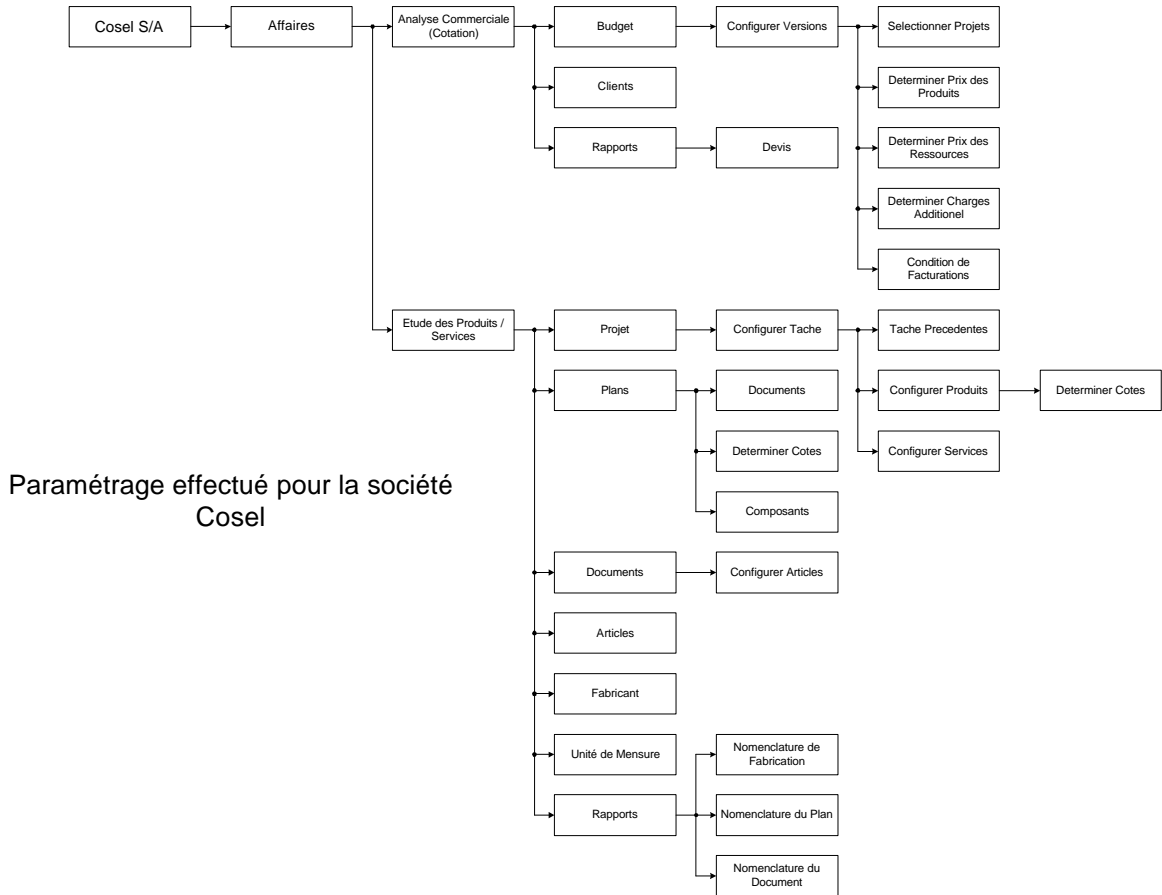 Cosel S/A
Affaires
Analyse Commerciale
(Cotation)
Budget
Configurer Versions
Selectionner Projets
Clients
Determiner Prix des
Produits
Rapports
Devis
Determiner Prix des
Ressources
Determiner Charges
Additionel
Condition de
Facturations
Etude des Produits /
Services
Projet
Configurer Tache
Tache Precedentes
Plans
Documents
Configurer Produits
Determiner Cotes
Determiner Cotes
Configurer Services
Composants
Paramétrage effectué pour la société
Cosel
Documents
Configurer Articles
Articles
Fabricant
Unité de Mensure
Nomenclature de
Fabrication
Rapports
Nomenclature du Plan
Nomenclature du
Document